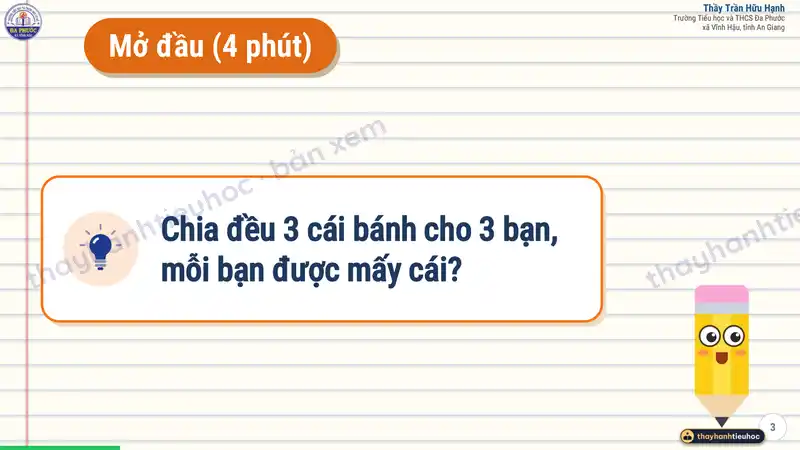 Thầy Trần Hữu Hạnh
Trường Tiểu học và THCS Đa Phước
xã Vĩnh Hậu, tỉnh An Giang
ĐA PHƯỚC
Mở đầu (4 phút)
thayhanhtieuhoc - bản xem
Chia đều 3 cái bánh cho 3 bạn,
mỗi bạn được mấy cái?
thayhanhtie
3
thayhanhtieuhoc